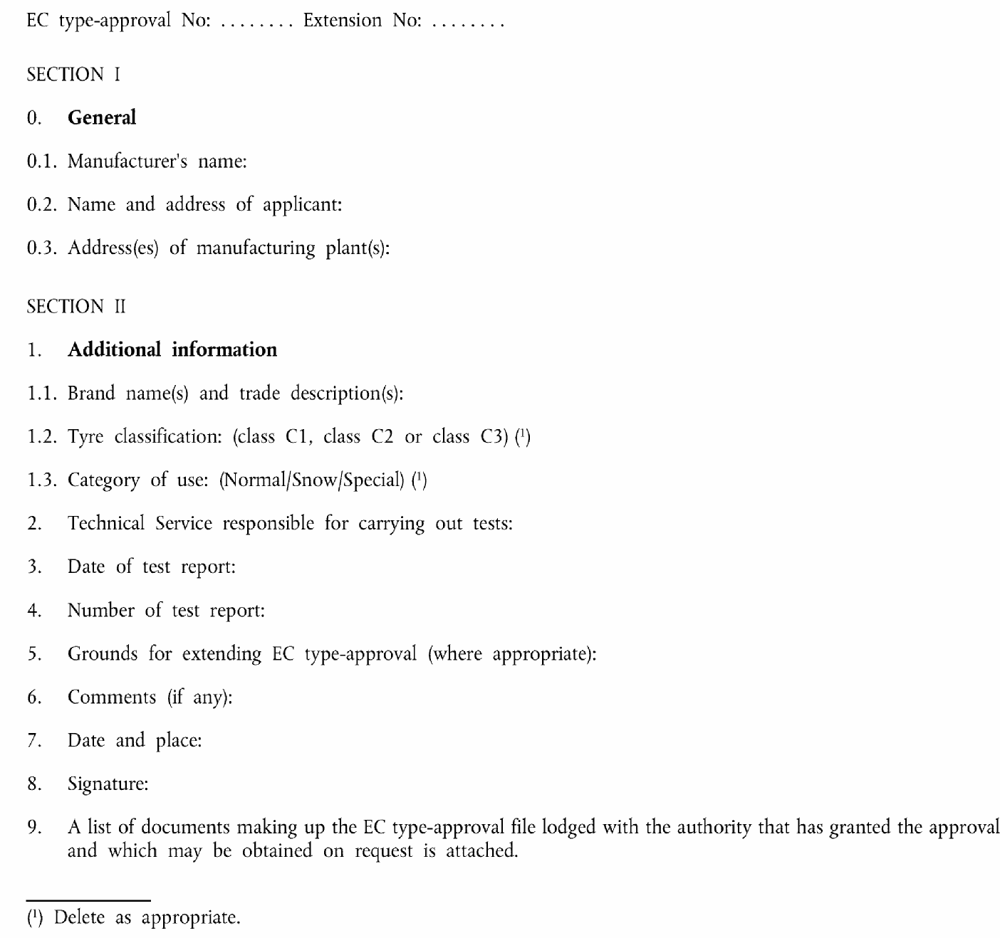 EC type-approval No: ........ Extension No: ........
SECTION I
0. General
0.1. Manufacturer's name:
0.2. Name and address of applicant:
0.3. Address(es) of manufacturing plant(s):
SECTION II
1. Additional information
1.1. Brand name(s) and trade description(s):
1.2. Tyre classification: (class C1, class C2 or class C3) (¹)
1.3. Category of use: (Normal/Snow/Special) (¹)
2. Technical Service responsible for carrying out tests:
3. Date of test report:
4. Number of test report:
5. Grounds for extending EC type-approval (where appropriate):
6. Comments (if any):
7. Date and place:
8. Signature:
9. A list of documents making up the EC type-approval file lodged with the authority that has granted the approval
and which may be obtained on request is attached.
(¹) Delete as appropriate.